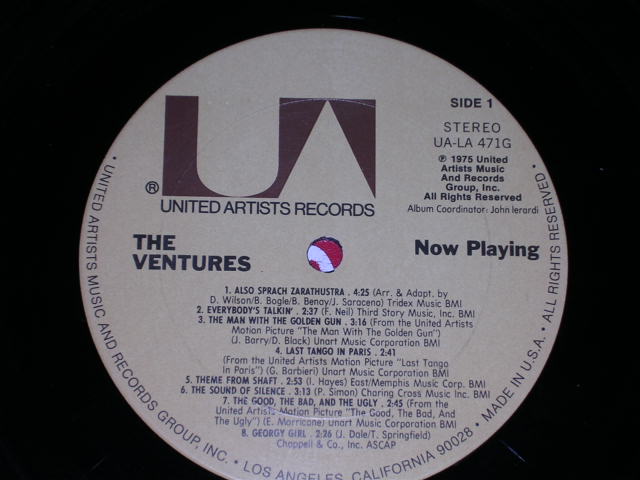 UA
®
UNITED ARTISTS RECORDS
SIDE 1
STEREO
UA-LA 471G
℗ 1975 United
Artists Music
And Records
Group, Inc.
All Rights Reserved
Album Coordinator: John Ierardi
THE
VENTURES
Now Playing
1. ALSO SPRACH ZARATHUSTRA . 4:25 (Arr. & Adapt. by
D. Wilson/B. Bogle/B. Benay/J. Saraceno) Tridex Music BMI
2. EVERYBODY'S TALKIN' . 2:37 (F. Neil) Third Story Music, Inc. BMI
3. THE MAN WITH THE GOLDEN GUN . 3:16 (From the United Artists
Motion Picture "The Man With The Golden Gun")
(J. Barry/D. Black) Unart Music Corporation BMI
4. LAST TANGO IN PARIS . 2:41
(From the United Artists Motion Picture "Last Tango
In Paris") (G. Barbieri) Unart Music Corporation BMI
5. THEME FROM SHAFT . 2:53 (I. Hayes) East/Memphis Music Corp. BMI
6. THE SOUND OF SILENCE . 3:13 (P. Simon) Charing Cross Music Inc. BMI
7. THE GOOD, THE BAD, AND THE UGLY . 2:45 (From the
United Artists Motion Picture "The Good, The Bad, And
The Ugly") (E. Morricone) Unart Music Corporation BMI
8. GEORGY GIRL . 2:26 (J. Dale/T. Springfield)
Chappell & Co., Inc. ASCAP
• UNITED ARTISTS MUSIC AND RECORDS GROUP, INC. • LOS ANGELES, CALIFORNIA 90028 • MADE IN U.S.A. • ALL RIGHTS RESERVED •